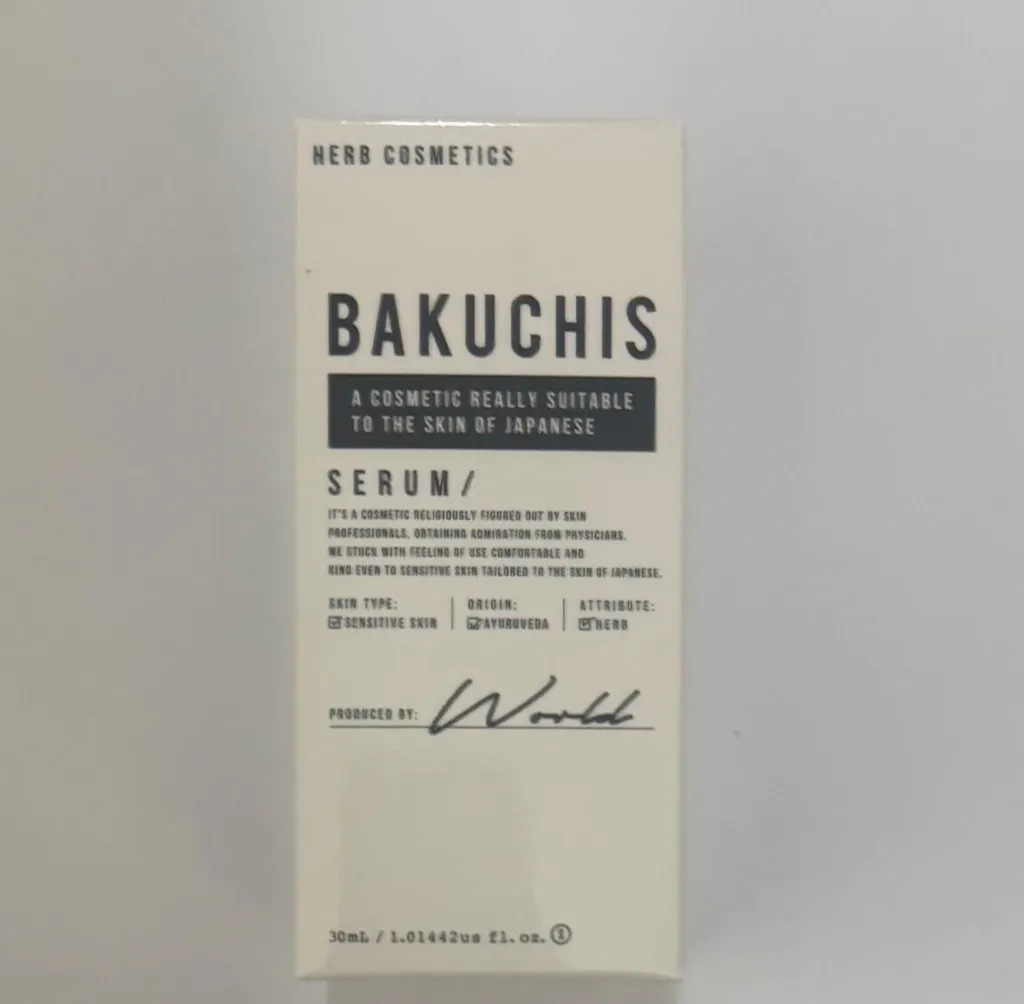 HERB COSMETICS
BAKUCHIS
A COSMETIC REALLY SUITABLE
TO THE SKIN OF JAPANESE
SERUM/
IT'S A COSMETIC RELIGIOUSLY FIGURED OUT BY SKIN
PROFESSIONALS, OBTAINING ADMIRATION FROM PHYSICIANS.
WE STUCK WITH FEELING OF USE COMFORTABLE AND
KIND EVEN TO SENSITIVE SKIN TAILORED TO THE SKIN OF JAPANESE.
SKIN TYPE: ORIGIN: ATTRIBUTE:
☑SENSITIVE SKIN ☑AYURUVEDA ☑HERB
PRODUCED BY: World
30mL / 1.01442us fl. oz. Ⓢ